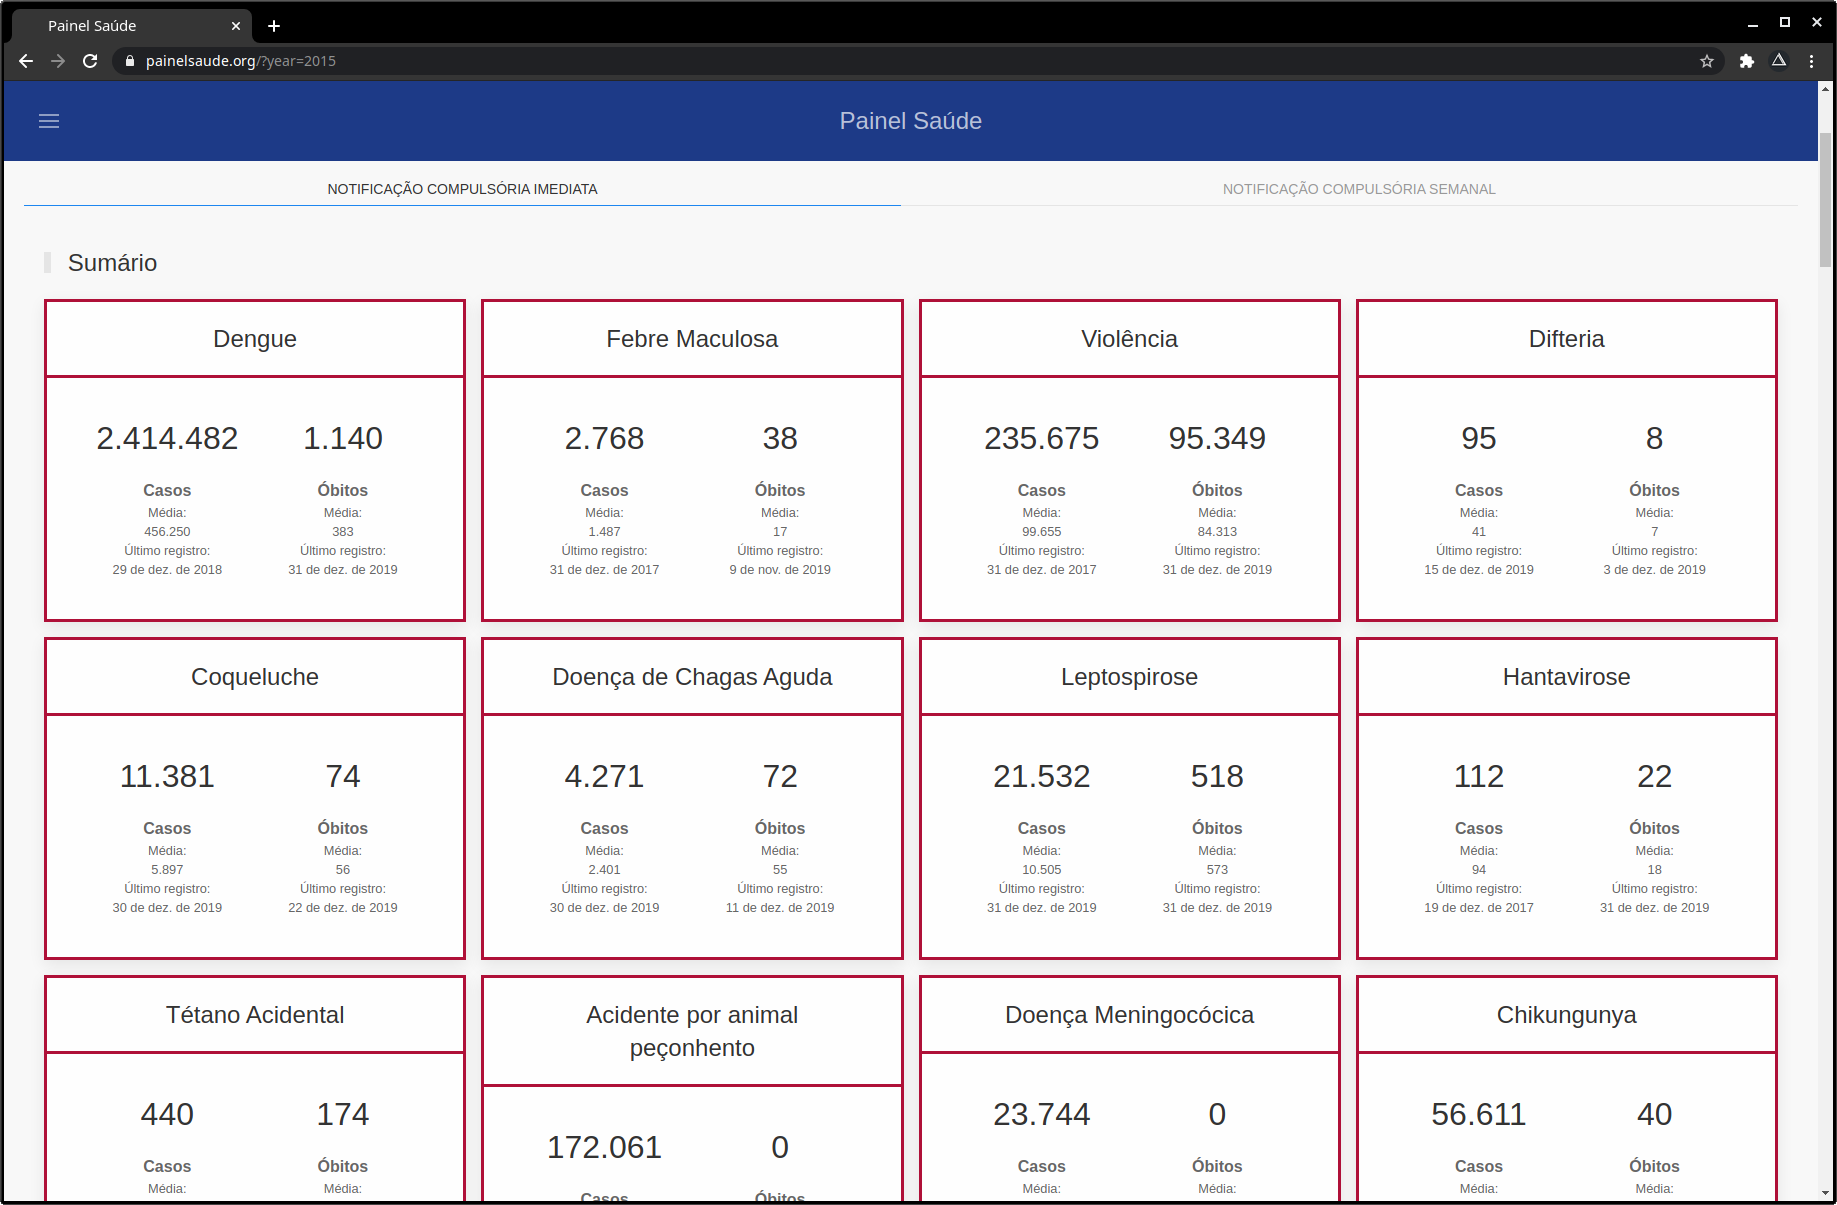 Painel Saúde
painelsaude.org/?year=2015
Painel Saúde
NOTIFICAÇÃO COMPULSÓRIA IMEDIATA
NOTIFICAÇÃO COMPULSÓRIA SEMANAL
Sumário
Dengue
2.414.482 1.140
Casos Óbitos
Média: Média:
456.250 383
Último registro: Último registro:
29 de dez. de 2018 31 de dez. de 2019
Febre Maculosa
2.768 38
Casos Óbitos
Média: Média:
1.487 17
Último registro: Último registro:
31 de dez. de 2017 9 de nov. de 2019
Violência
235.675 95.349
Casos Óbitos
Média: Média:
99.655 84.313
Último registro: Último registro:
31 de dez. de 2017 31 de dez. de 2019
Difteria
95 8
Casos Óbitos
Média: Média:
41 7
Último registro: Último registro:
15 de dez. de 2019 3 de dez. de 2019
Coqueluche
11.381 74
Casos Óbitos
Média: Média:
5.897 56
Último registro: Último registro:
30 de dez. de 2019 22 de dez. de 2019
Doença de Chagas Aguda
4.271 72
Casos Óbitos
Média: Média:
2.401 55
Último registro: Último registro:
30 de dez. de 2019 11 de dez. de 2019
Leptospirose
21.532 518
Casos Óbitos
Média: Média:
10.505 573
Último registro: Último registro:
31 de dez. de 2019 31 de dez. de 2019
Hantavirose
112 22
Casos Óbitos
Média: Média:
94 18
Último registro: Último registro:
19 de dez. de 2017 31 de dez. de 2019
Tétano Acidental
440 174
Casos Óbitos
Média: Média:
Acidente por animal
peçonhento
172.061 0
Casos Óbitos
Doença Meningocócica
23.744 0
Casos Óbitos
Média: Média:
Chikungunya
56.611 40
Casos Óbitos
Média: Média: